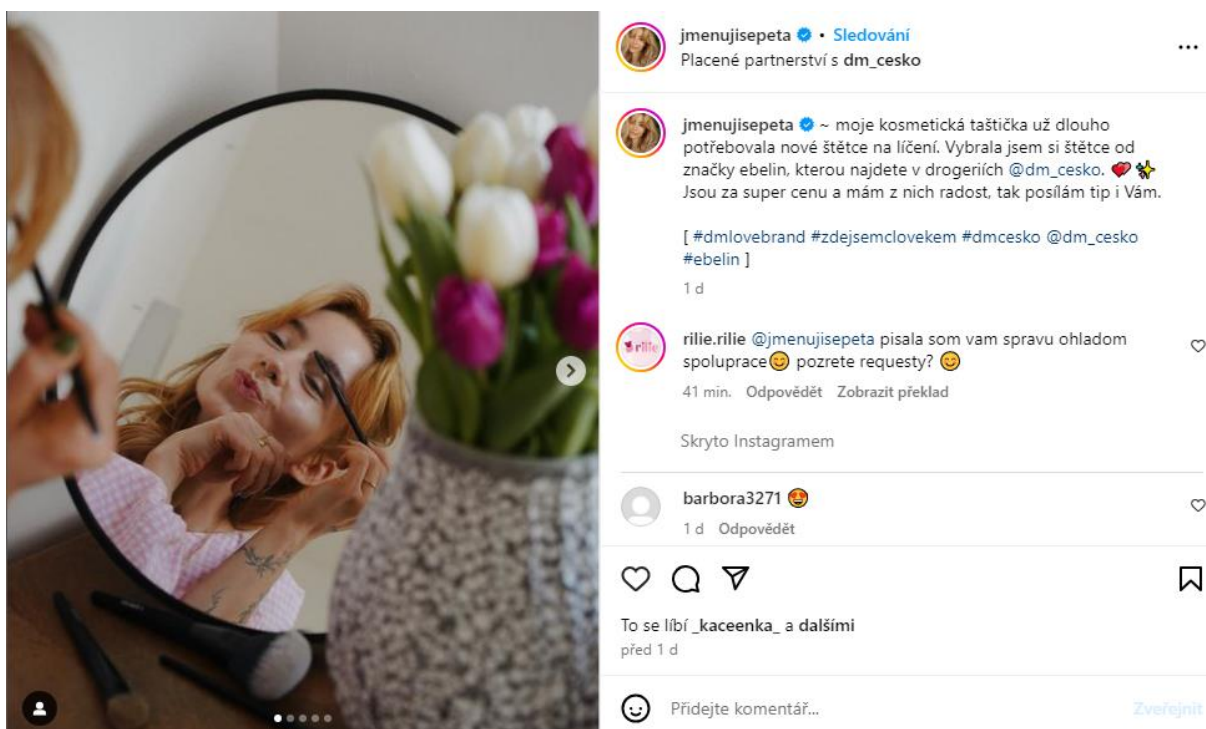 jmenujisepeta • Sledování
Placené partnerství s dm_cesko
jmenujisepeta ~ moje kosmetická taštička už dlouho
potřebovala nové štětce na líčení. Vybrala jsem si štětce od
značky ebelin, kterou najdete v drogeriích @dm_cesko. 💕✨
Jsou za super cenu a mám z nich radost, tak posílám tip i Vám.
[ #dmlovebrand #zdejsemclovekem #dmcesko @dm_cesko
#ebelin ]
1 d
rilie
rilie.rilie @jmenujisepeta pisala som vam spravu ohladom
spoluprace😊 pozrete requesty? 😊
41 min. Odpovědět Zobrazit překlad
Skryto Instagramem
barbora3271 🤩
1 d Odpovědět
To se líbí _kaceenka_ a dalšími
před 1 d
Přidejte komentář... Zveřejnit